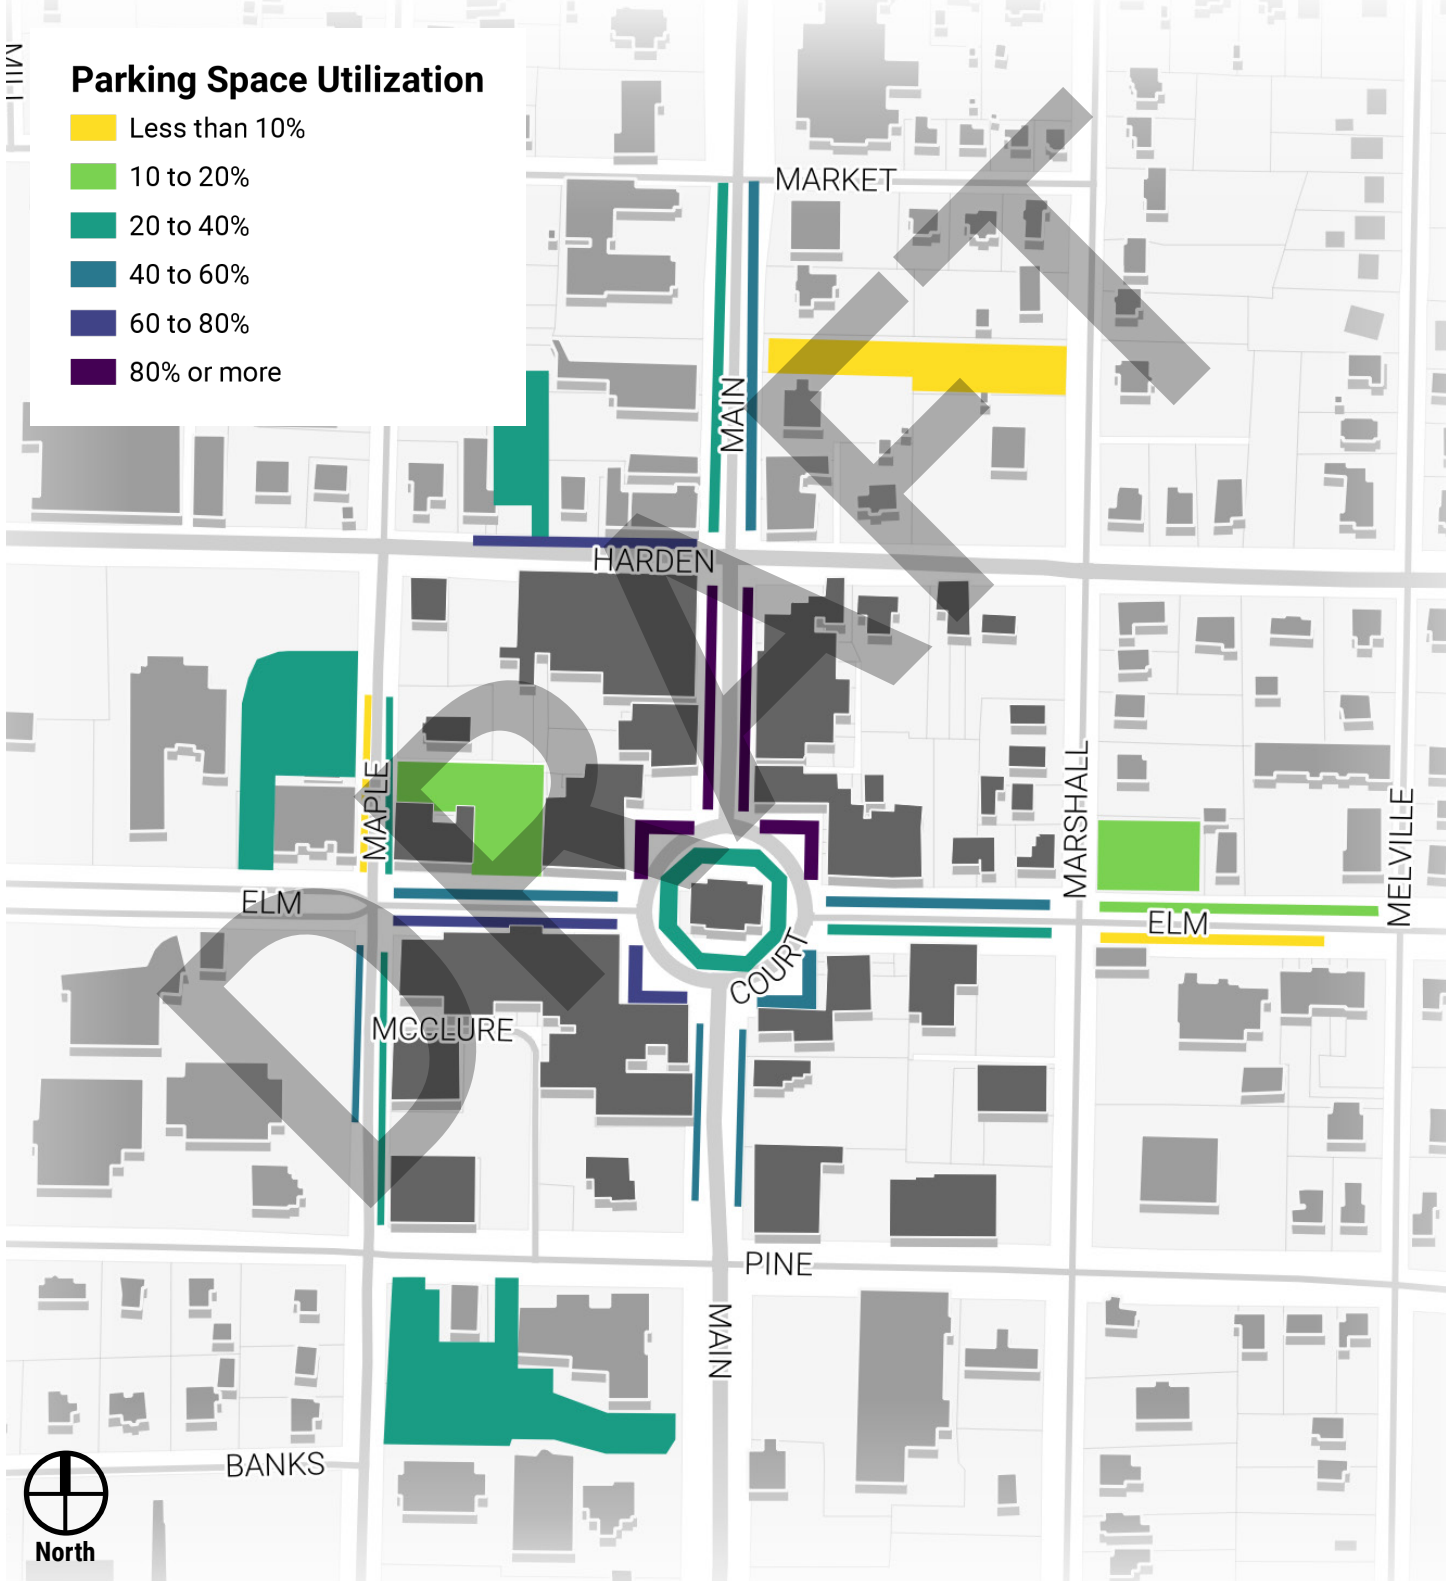 MILL
Parking Space Utilization
Less than 10%
10 to 20%
20 to 40%
40 to 60%
60 to 80%
80% or more
MARKET
MAIN
HARDEN
MAPLE
MARSHALL
MELVILLE
ELM
ELM
COURT
MCCLURE
PINE
MAIN
BANKS
North
DRAFT